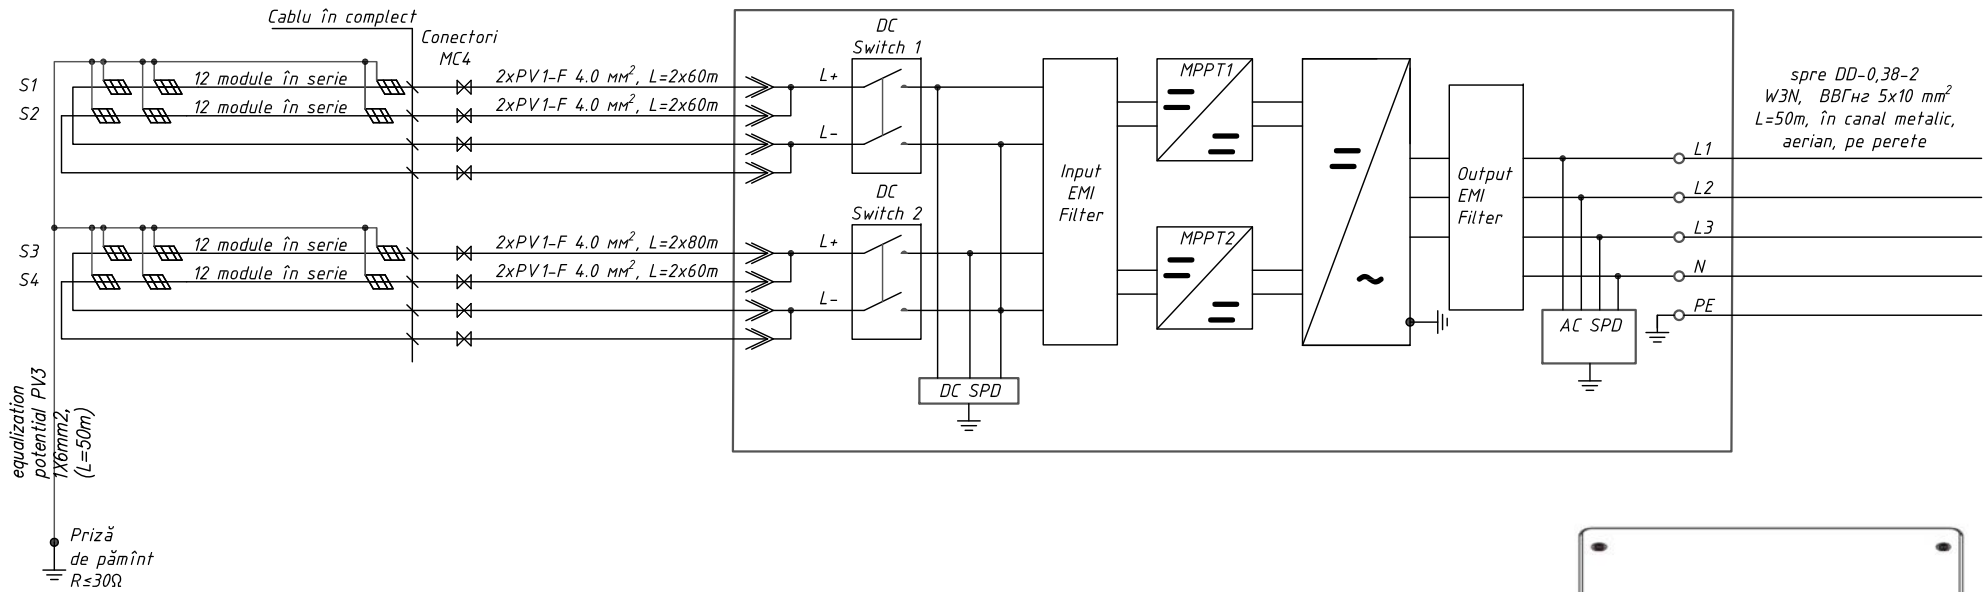 Cablu în complect
Conectori
MC4
S1
12 module în serie
2xPV1-F 4.0 мм², L=2x60m
S2
12 module în serie
2xPV1-F 4.0 мм², L=2x60m
S3
12 module în serie
2xPV1-F 4.0 мм², L=2x80m
S4
12 module în serie
2xPV1-F 4.0 мм², L=2x60m
equalization
potential PV3
1X6mm2,
(L=50m)
Priză
de pămînt
R≤30Ω
DC
Switch 1
L+
L-
DC
Switch 2
L+
L-
DC SPD
Input
EMI
Filter
MPPT1
MPPT2
Output
EMI
Filter
AC SPD
L1
L2
L3
N
PE
spre DD-0,38-2
W3N, ВВГнг 5x10 mm²
L=50m, în canal metalic,
aerian, pe perete